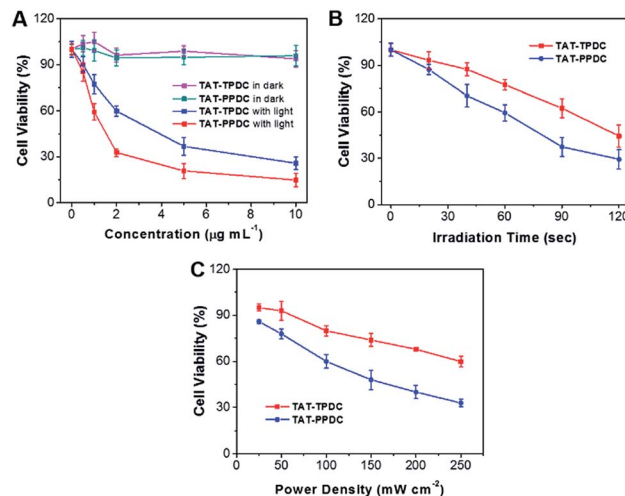 A
120
90
60
30
0
Cell Viability (%)
TAT-TPDC in dark
TAT-PPDC in dark
TAT-TPDC with light
TAT-PPDC with light
0 2 4 6 8 10
Concentration (μg mL⁻¹)
B
120
90
60
30
0
Cell Viability (%)
TAT-TPDC
TAT-PPDC
0 30 60 90 120
Irradiation Time (sec)
C
120
90
60
30
0
Cell Viability (%)
TAT-TPDC
TAT-PPDC
0 50 100 150 200 250
Power Density (mW cm⁻²)